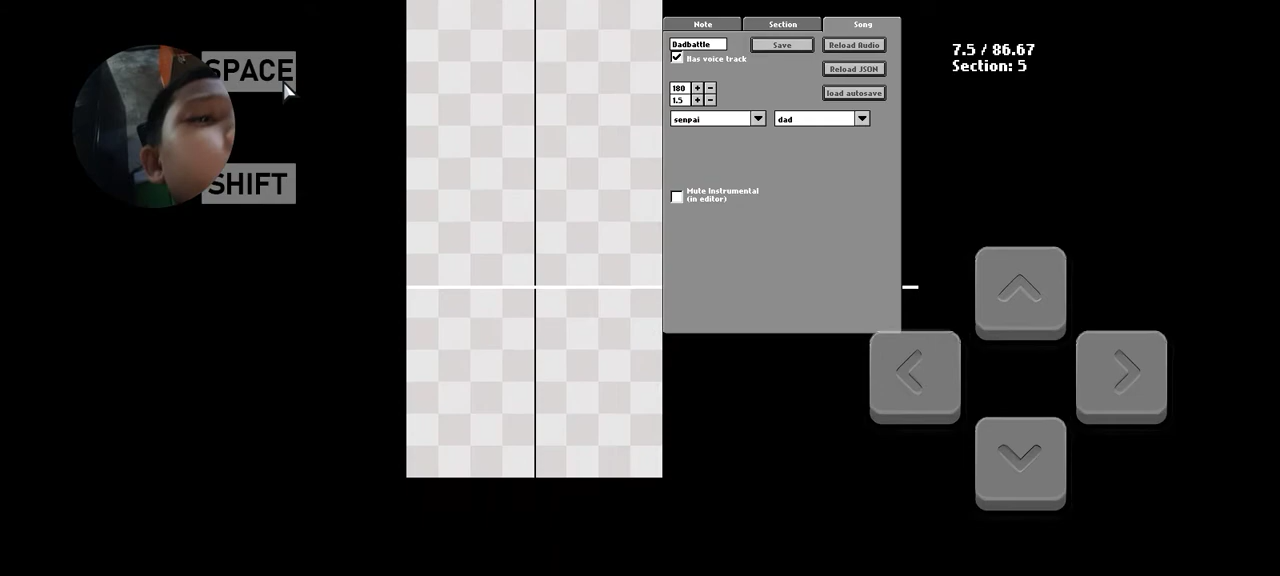 SPACE
SHIFT
Note
Section
Song
Dadbattle
Save
Reload Audio
Has voice track
Reload JSON
180 + -
load autosave
1.5 + -
senpai
dad
Mute Instrumental
(in editor)
7.5 / 86.67
Section: 5